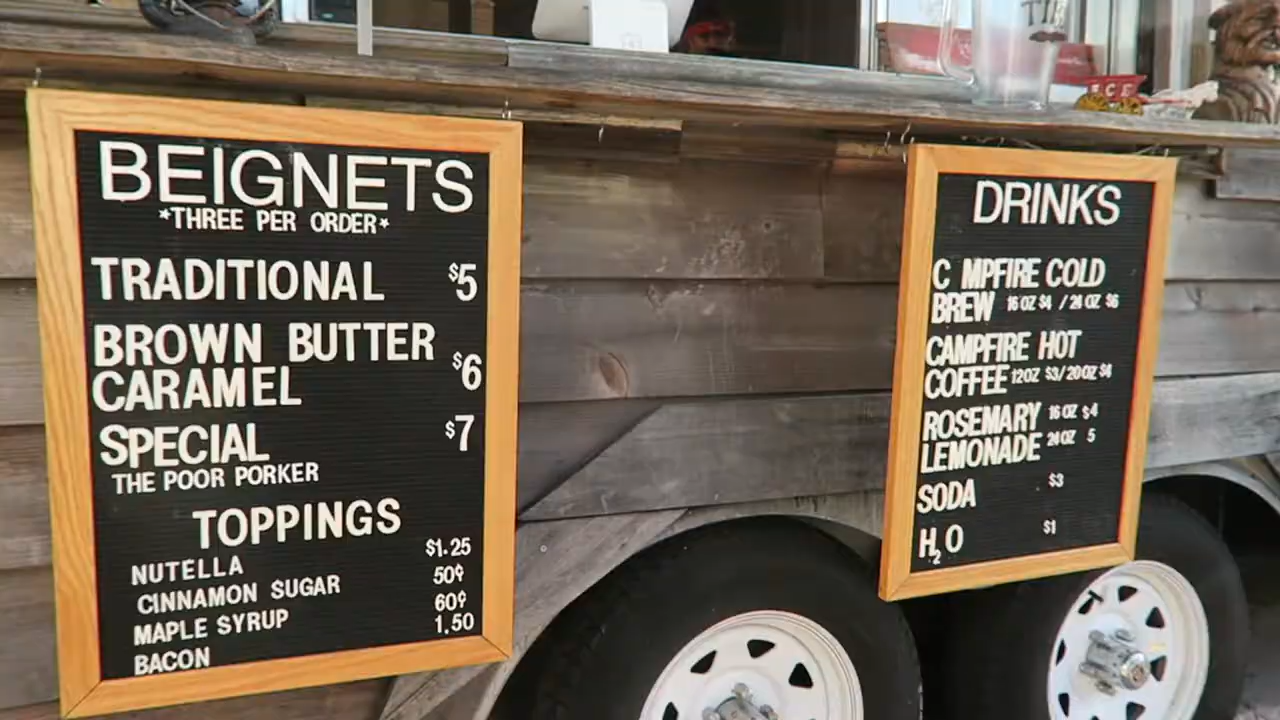 BEIGNETS
*THREE PER ORDER*
TRADITIONAL $5
BROWN BUTTER
CARAMEL $6
SPECIAL $7
THE POOR PORKER
TOPPINGS
NUTELLA $1.25
CINNAMON SUGAR 50¢
MAPLE SYRUP 60¢
BACON 1.50
DRINKS
C MPFIRE COLD
BREW 16 OZ $4 / 24 OZ $6
CAMPFIRE HOT
COFFEE 12OZ $3/20OZ $4
ROSEMARY 16 OZ $4
LEMONADE 24OZ 5
SODA $3
H2O $1